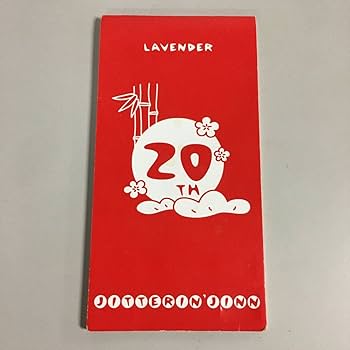 LAVENDER
20
TH
JITTERIN'JINN